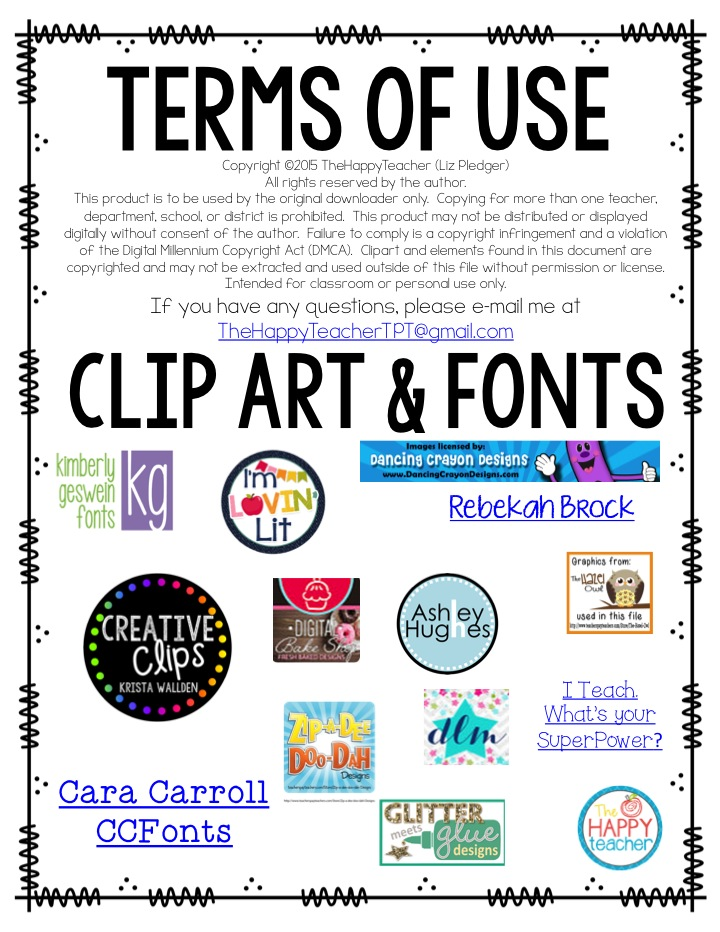 TERMS OF USE
Copyright ©2015 TheHappyTeacher (Liz Pledger)
All rights reserved by the author.
This product is to be used by the original downloader only.  Copying for more than one teacher,
department, school, or district is prohibited.  This product may not be distributed or displayed
digitally without consent of the author.  Failure to comply is a copyright infringement and a violation
of the Digital Millennium Copyright Act (DMCA).  Clipart and elements found in this document are
copyrighted and may not be extracted and used outside of this file without permission or license.
Intended for classroom or personal use only.
If you have any questions, please e-mail me at
TheHappyTeacherTPT@gmail.com
CLIP ART & FONTS
kimberly
geswein
fonts
kg
I'm
LOVIN'
Lit
Images licensed by:
Dancing Crayon Designs
www.DancingCrayonDesigns.com
Rebekah Brock
CREATIVE
Clips
KRISTA WALLDEN
DIGITAL
Bake Shop
FRESH BAKED DESIGNS
Ashley
Hughes
h
Graphics from:
The Hazel
Owl
used in this file
I Teach.
What's your
SuperPower?
Zip-A-Dee
Doo-Dah
Designs
dlm
Cara Carroll
CCFonts
GLITTER
meets
glue
designs
The
HAPPY
teacher